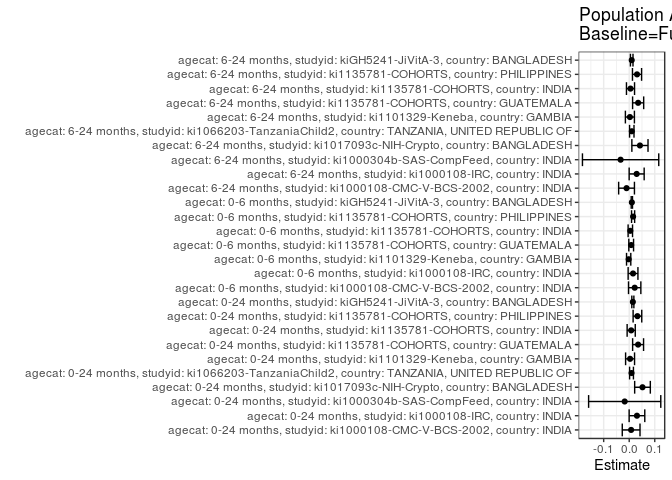 Population A
Baseline=Fu
agecat: 6-24 months, studyid: kiGH5241-JiVitA-3, country: BANGLADESH
agecat: 6-24 months, studyid: ki1135781-COHORTS, country: PHILIPPINES
agecat: 6-24 months, studyid: ki1135781-COHORTS, country: INDIA
agecat: 6-24 months, studyid: ki1135781-COHORTS, country: GUATEMALA
agecat: 6-24 months, studyid: ki1101329-Keneba, country: GAMBIA
agecat: 6-24 months, studyid: ki1066203-TanzaniaChild2, country: TANZANIA, UNITED REPUBLIC OF
agecat: 6-24 months, studyid: ki1017093c-NIH-Crypto, country: BANGLADESH
agecat: 6-24 months, studyid: ki1000304b-SAS-CompFeed, country: INDIA
agecat: 6-24 months, studyid: ki1000108-IRC, country: INDIA
agecat: 6-24 months, studyid: ki1000108-CMC-V-BCS-2002, country: INDIA
agecat: 0-6 months, studyid: kiGH5241-JiVitA-3, country: BANGLADESH
agecat: 0-6 months, studyid: ki1135781-COHORTS, country: PHILIPPINES
agecat: 0-6 months, studyid: ki1135781-COHORTS, country: INDIA
agecat: 0-6 months, studyid: ki1135781-COHORTS, country: GUATEMALA
agecat: 0-6 months, studyid: ki1101329-Keneba, country: GAMBIA
agecat: 0-6 months, studyid: ki1000108-IRC, country: INDIA
agecat: 0-6 months, studyid: ki1000108-CMC-V-BCS-2002, country: INDIA
agecat: 0-24 months, studyid: kiGH5241-JiVitA-3, country: BANGLADESH
agecat: 0-24 months, studyid: ki1135781-COHORTS, country: PHILIPPINES
agecat: 0-24 months, studyid: ki1135781-COHORTS, country: INDIA
agecat: 0-24 months, studyid: ki1135781-COHORTS, country: GUATEMALA
agecat: 0-24 months, studyid: ki1101329-Keneba, country: GAMBIA
agecat: 0-24 months, studyid: ki1066203-TanzaniaChild2, country: TANZANIA, UNITED REPUBLIC OF
agecat: 0-24 months, studyid: ki1017093c-NIH-Crypto, country: BANGLADESH
agecat: 0-24 months, studyid: ki1000304b-SAS-CompFeed, country: INDIA
agecat: 0-24 months, studyid: ki1000108-IRC, country: INDIA
agecat: 0-24 months, studyid: ki1000108-CMC-V-BCS-2002, country: INDIA
-0.1 0.0 0.1
Estimate